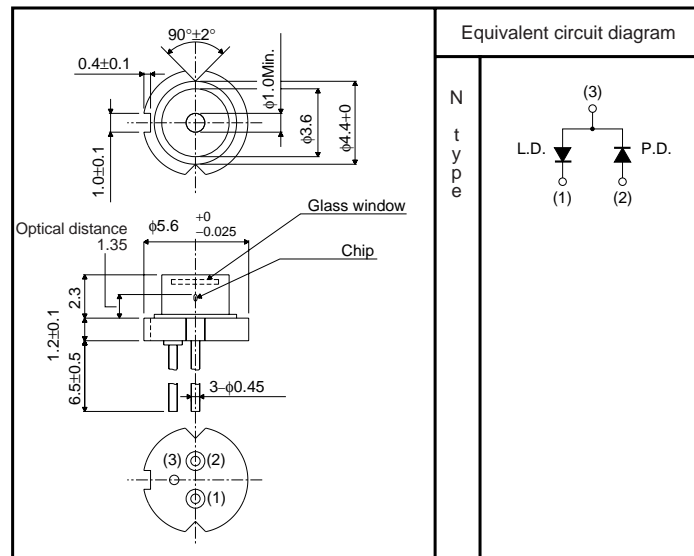 90°±2°
0.4±0.1
ϕ1.0Min.
ϕ3.6
ϕ4.4+0
1.0±0.1
Glass window
ϕ5.6 +0
−0.025
Optical distance
1.35
Chip
2.3
1.2±0.1
6.5±0.5
3–ϕ0.45
(3) (2)
(1)
Equivalent circuit diagram
N type
(3)
L.D. P.D.
(1) (2)